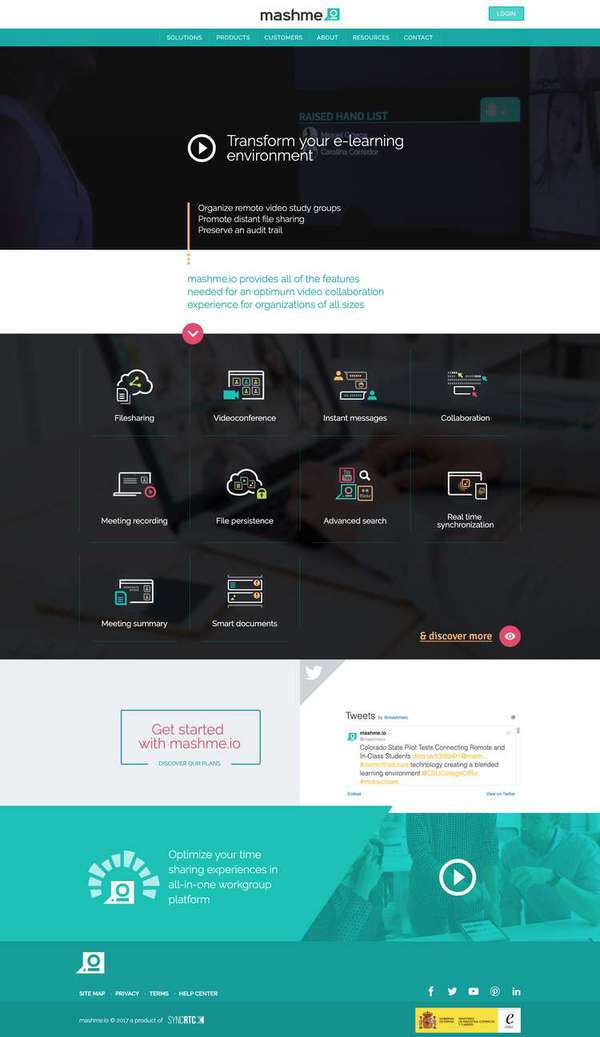 mashme
LOGIN
SOLUTIONS PRODUCTS CUSTOMERS ABOUT RESOURCES CONTACT
RAISED HAND LIST
Carolina Corredor
Transform your e-learning
environment
Organize remote video study groups
Promote distant file sharing
Preserve an audit trail
mashme.io provides all of the features
needed for an optimum video collaboration
experience for organizations of all sizes
Filesharing
Videoconference
Instant messages
Collaboration
Meeting recording
File persistence
Advanced search
Real time
synchronization
Meeting summary
Smart documents
& discover more
Get started
with mashme.io
DISCOVER OUR PLANS
Tweets by @mashmeio
mashme.io
@mashmeio
Colorado State Pilot Tests Connecting Remote and
In-Class Students
technology creating a blended
learning environment
View on Twitter
Optimize your time
sharing experiences in
all-in-one workgroup
platform
SITE MAP · PRIVACY · TERMS · HELP CENTER
mashme.io © 2017 a product of SYNCRTC